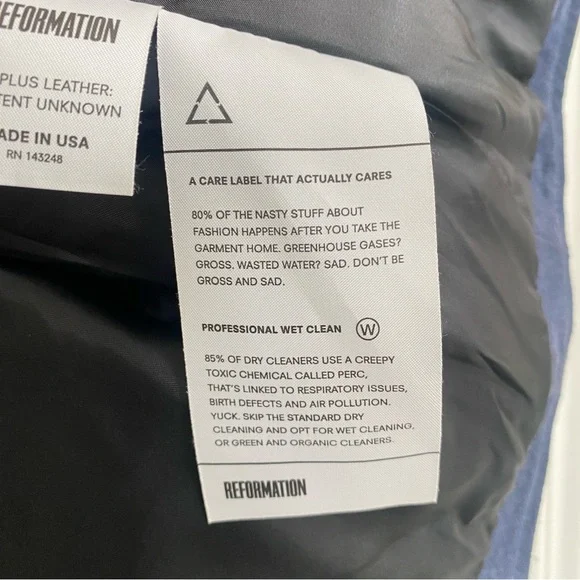 REFORMATION
PLUS LEATHER:
UNKNOWN
MADE IN USA
RN 143248
A CARE LABEL THAT ACTUALLY CARES
80% OF THE NASTY STUFF ABOUT
FASHION HAPPENS AFTER YOU TAKE THE
GARMENT HOME. GREENHOUSE GASES?
GROSS. WASTED WATER? SAD. DON'T BE
GROSS AND SAD.
PROFESSIONAL WET CLEAN W
85% OF DRY CLEANERS USE A CREEPY
TOXIC CHEMICAL CALLED PERC,
THAT'S LINKED TO RESPIRATORY ISSUES,
BIRTH DEFECTS AND AIR POLLUTION.
YUCK. SKIP THE STANDARD DRY
CLEANING AND OPT FOR WET CLEANING,
OR GREEN AND ORGANIC CLEANERS.
REFORMATION